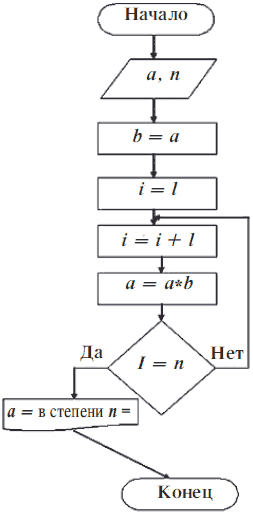 Начало
a, n
b = a
i = l
i = i + l
a = a*b
Да
I = n
Нет
a = в степени n =
Конец